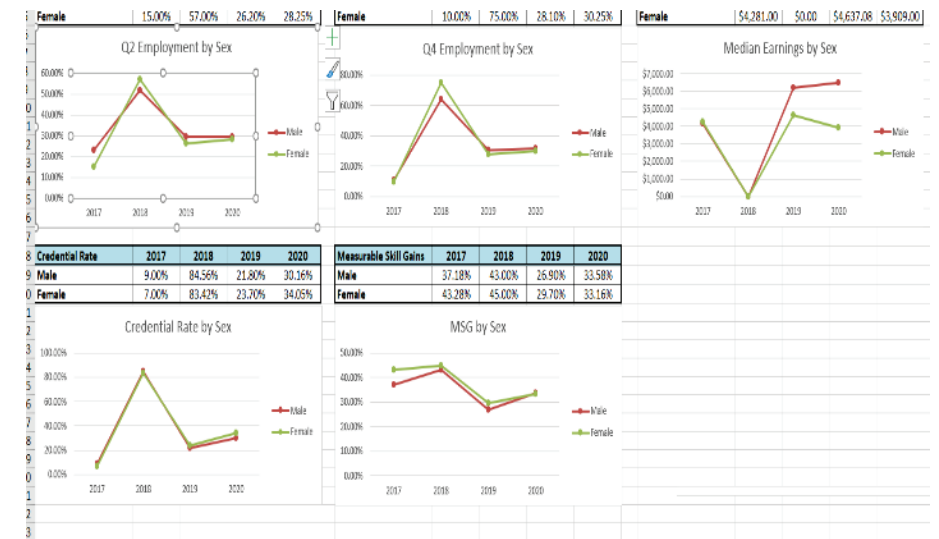 Female 15.00% 57.00% 26.20% 28.25% Female 10.00% 75.00% 28.10% 30.25% Female $4,281.00 $0.00 $4,637.08 $3,909.00
Q2 Employment by Sex
60.00%
50.00%
40.00%
30.00%
20.00%
10.00%
0.00%
2017 2018 2019 2020
Male
Female
Q4 Employment by Sex
80.00%
60.00%
40.00%
20.00%
0.00%
2017 2018 2019 2020
Male
Female
Median Earnings by Sex
$7,000.00
$6,000.00
$5,000.00
$4,000.00
$3,000.00
$2,000.00
$1,000.00
$0.00
2017 2018 2019 2020
Male
Female
Credential Rate 2017 2018 2019 2020
Male 9.00% 84.56% 21.80% 30.16%
Female 7.00% 83.42% 23.70% 34.05%
Measurable Skill Gains 2017 2018 2019 2020
Male 37.18% 43.00% 26.90% 33.58%
Female 43.28% 45.00% 29.70% 33.16%
Credential Rate by Sex
100.00%
80.00%
60.00%
40.00%
20.00%
0.00%
2017 2018 2019 2020
Male
Female
MSG by Sex
50.00%
40.00%
30.00%
20.00%
10.00%
0.00%
2017 2018 2019 2020
Male
Female